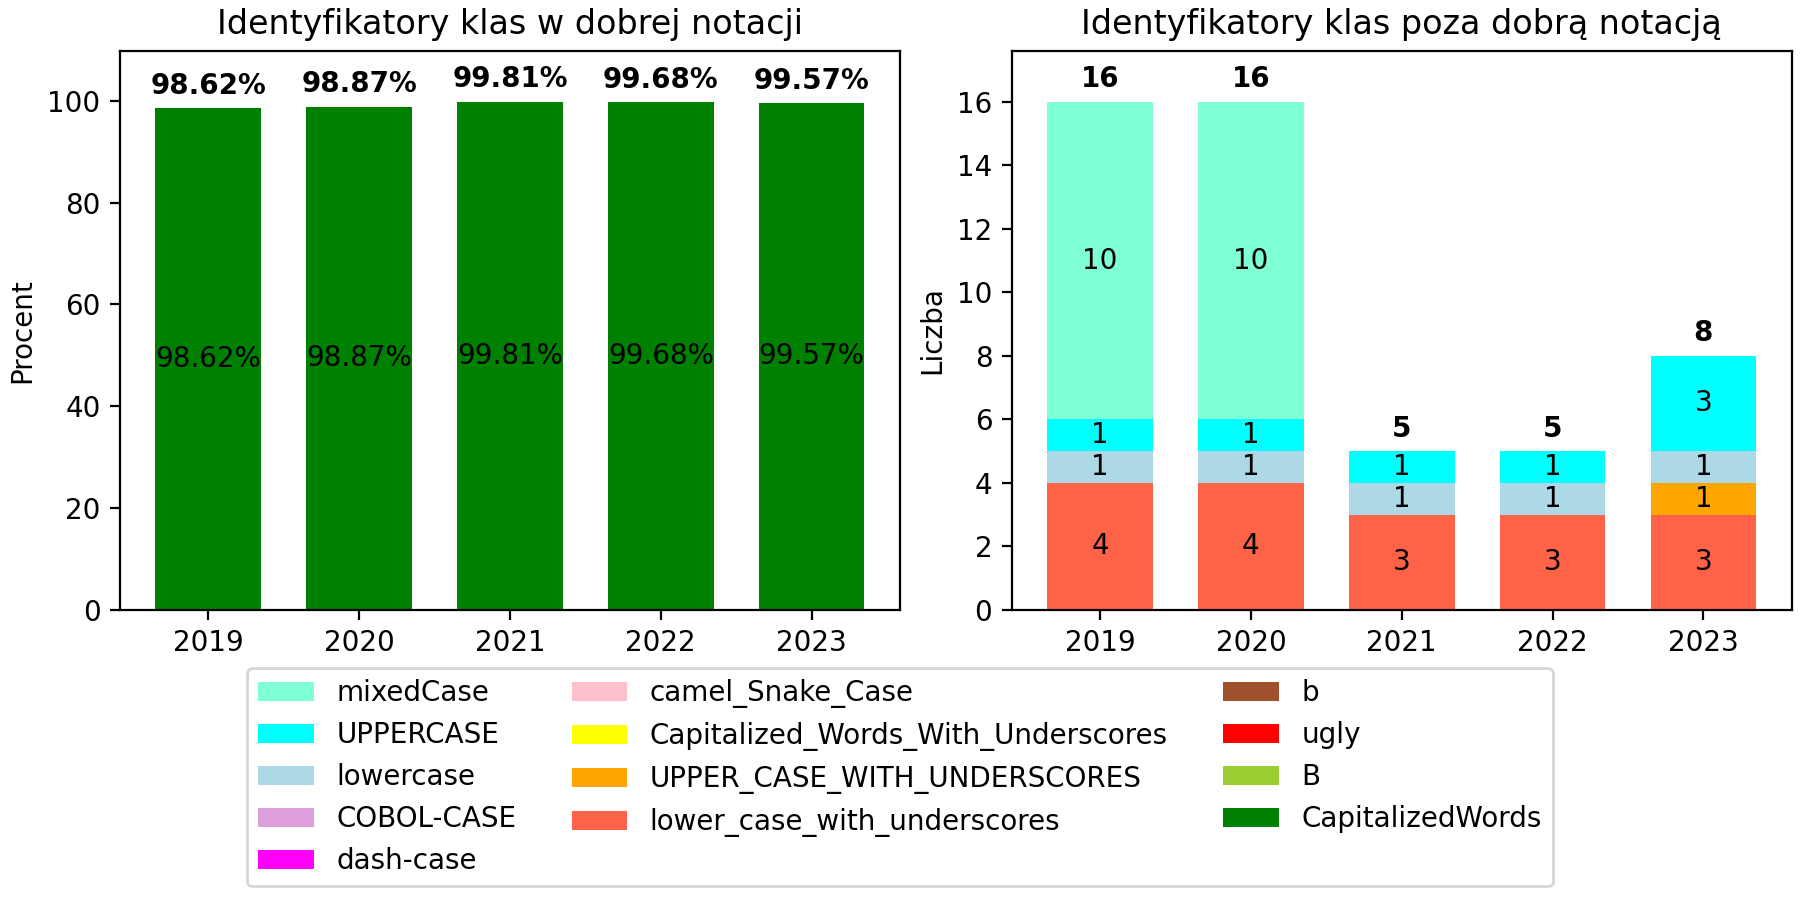 Identyfikatory klas w dobrej notacji
98.62% 98.87% 99.81% 99.68% 99.57%
100
80
60
40
20
0
Procent
98.62% 98.87% 99.81% 99.68% 99.57%
2019 2020 2021 2022 2023
Identyfikatory klas poza dobrą notacją
16 16 5 5 8
16
14
12
10
8
6
4
2
0
Liczba
10 10 3
1 1 1 1 1
1 1 1 1 1
4 4 3 3 3
2019 2020 2021 2022 2023
mixedCase
UPPERCASE
lowercase
COBOL-CASE
dash-case
camel_Snake_Case
Capitalized_Words_With_Underscores
UPPER_CASE_WITH_UNDERSCORES
lower_case_with_underscores
b
ugly
B
CapitalizedWords